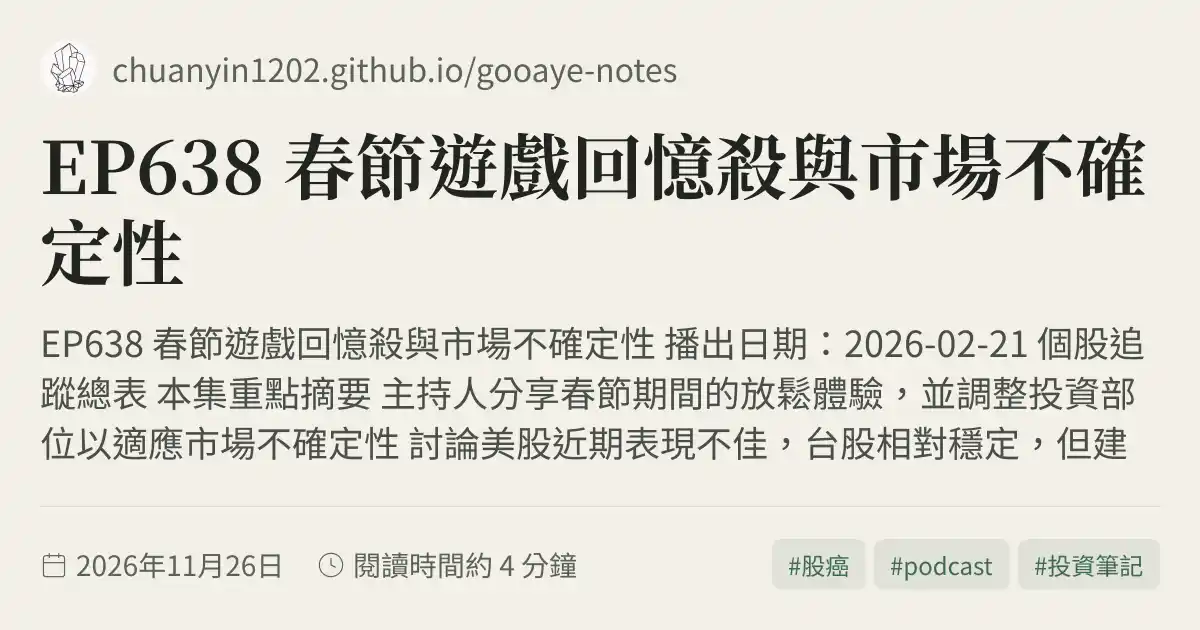 chuanyin1202.github.io/gooaye-notes
EP638 春節遊戲回憶殺與市場不確
定性
EP638 春節遊戲回憶殺與市場不確定性 播出日期：2026-02-21 個股追
蹤總表 本集重點摘要 主持人分享春節期間的放鬆體驗，並調整投資部
位以適應市場不確定性 討論美股近期表現不佳，台股相對穩定，但建
2026年11月26日
閱讀時間約 4 分鐘
#股癌
#podcast
#投資筆記